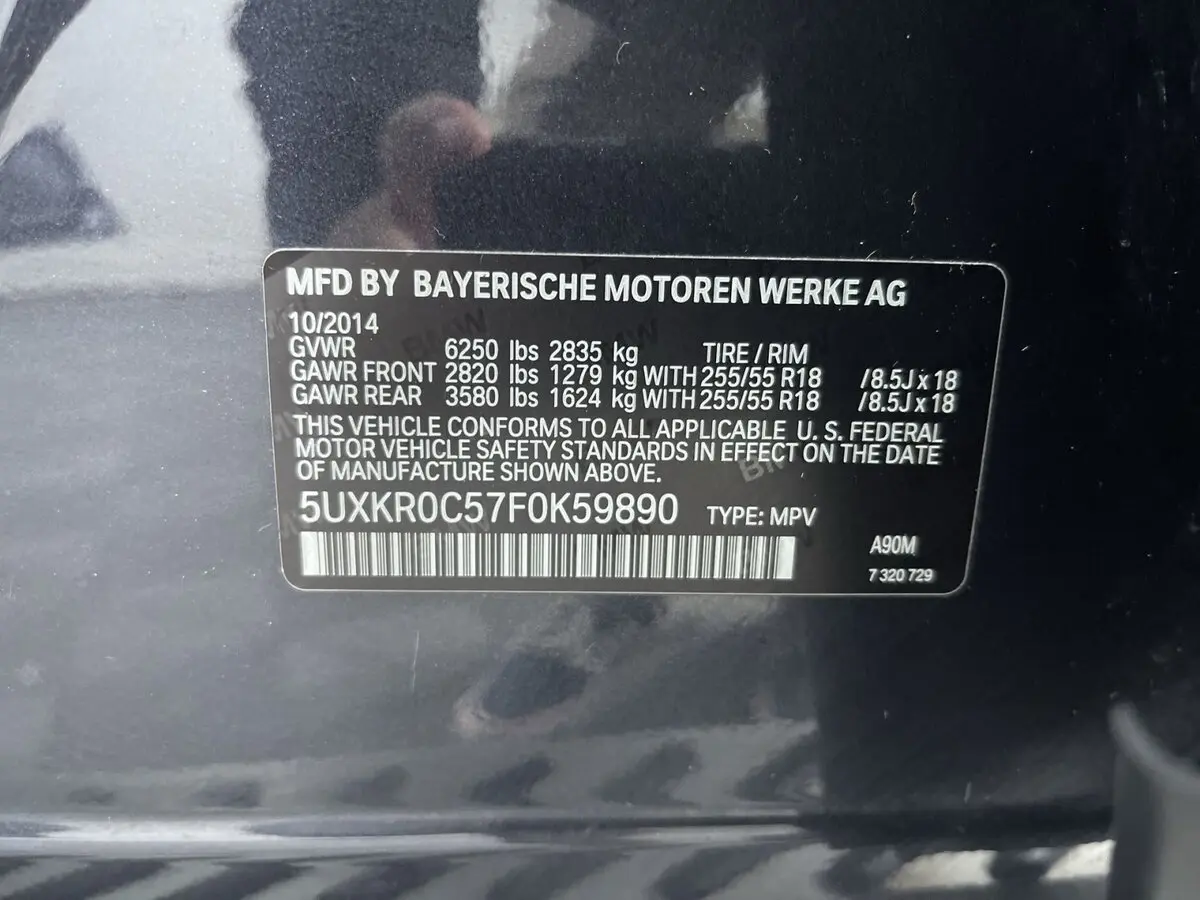 MFD BY BAYERISCHE MOTOREN WERKE AG
10/2014
GVWR 6250 lbs 2835 kg TIRE / RIM
GAWR FRONT 2820 lbs 1279 kg WITH 255/55 R18 /8.5J x 18
GAWR REAR 3580 lbs 1624 kg WITH 255/55 R18 /8.5J x 18
THIS VEHICLE CONFORMS TO ALL APPLICABLE U. S. FEDERAL
MOTOR VEHICLE SAFETY STANDARDS IN EFFECT ON THE DATE
OF MANUFACTURE SHOWN ABOVE.
5UXKR0C57F0K59890 TYPE: MPV
A90M
7 320 729